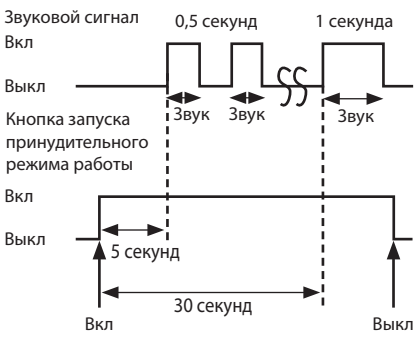 Звуковой сигнал
0,5 секунд
1 секунда
Вкл
Выкл
Звук
Звук
Звук
Кнопка запуска
принудительного
режима работы
Вкл
Выкл
5 секунд
30 секунд
Вкл
Выкл